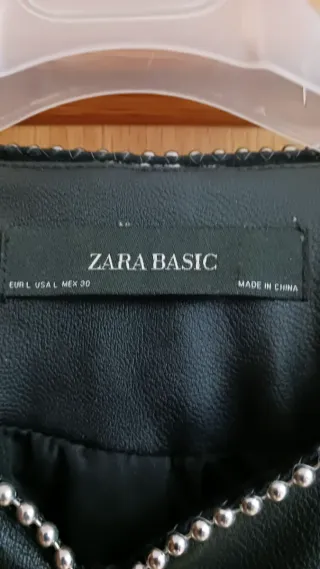 ZARA BASIC
EUR L USA L MEX 30 MADE IN CHINA